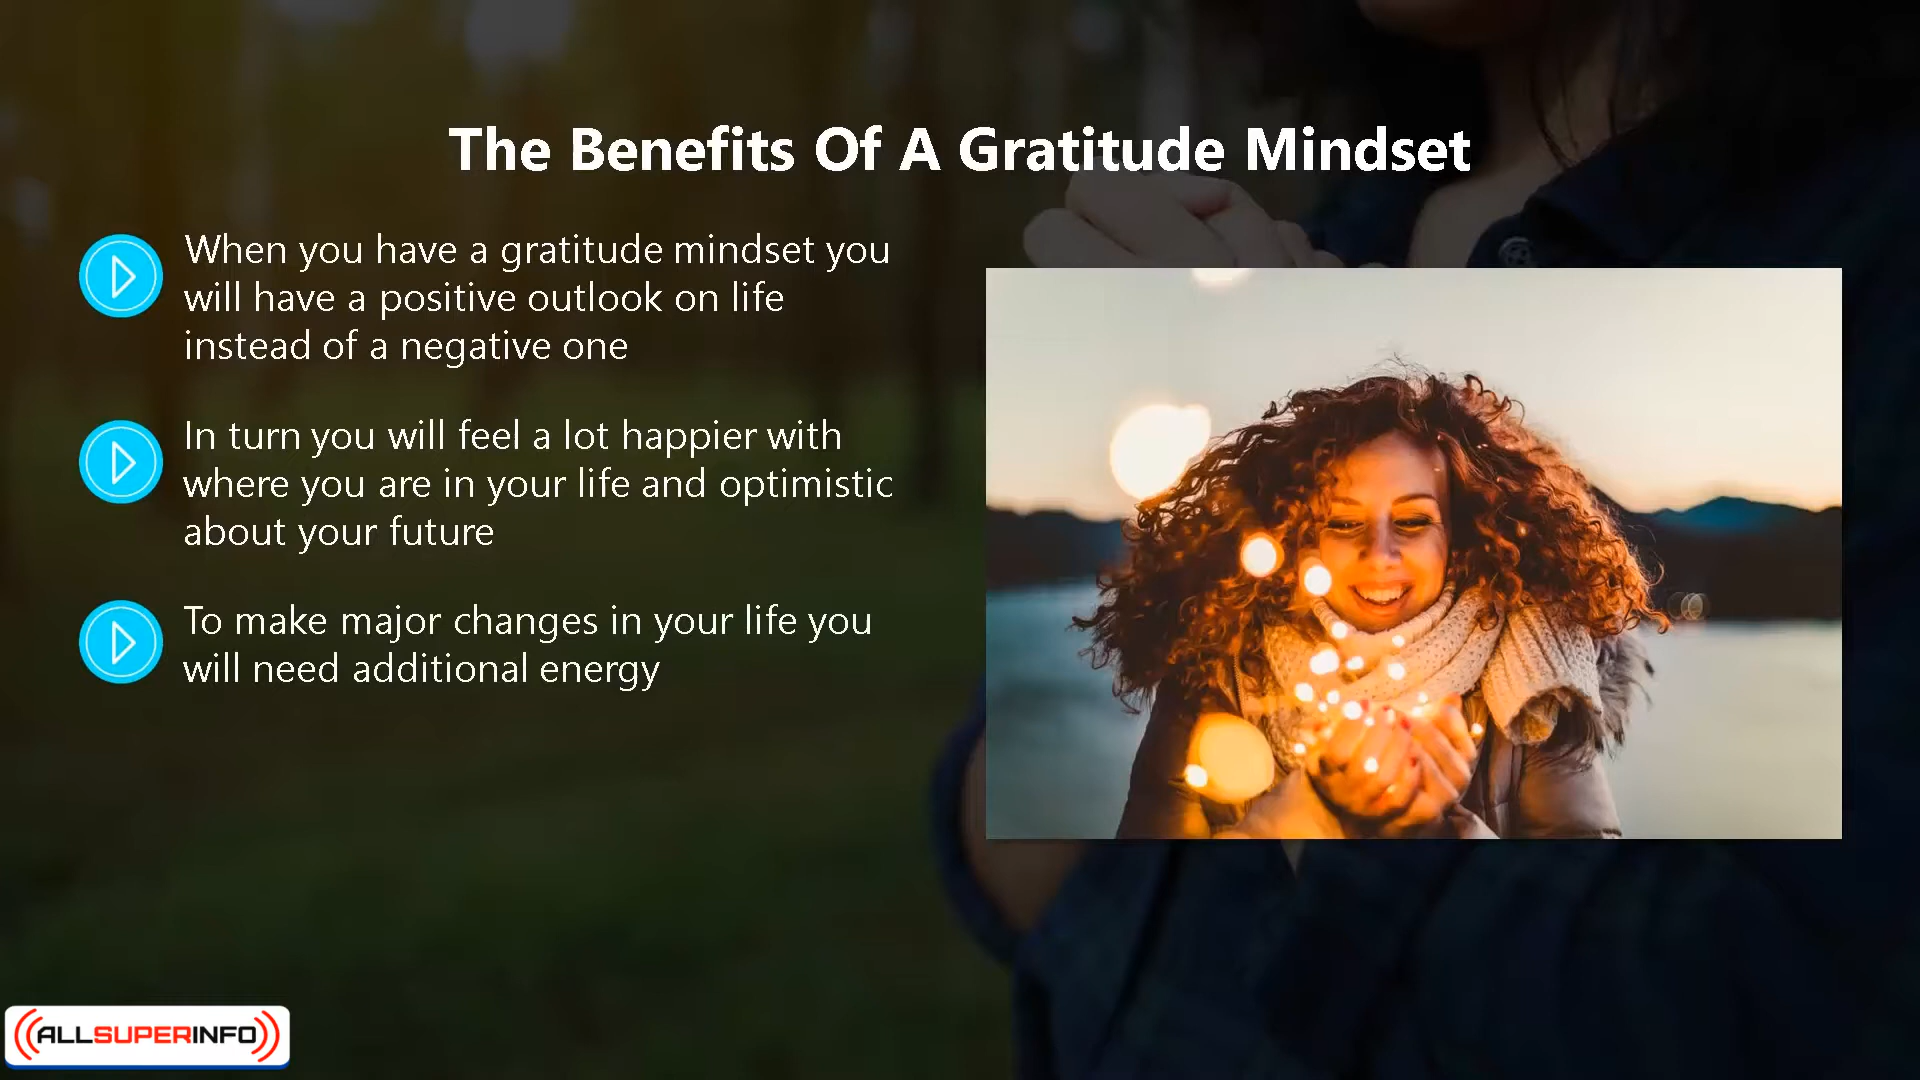 The Benefits Of A Gratitude Mindset
When you have a gratitude mindset you
will have a positive outlook on life
instead of a negative one
In turn you will feel a lot happier with
where you are in your life and optimistic
about your future
To make major changes in your life you
will need additional energy
ALLSUPERINFO